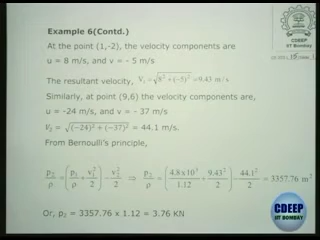 Example 6(Contd.)
CDEEP
IIT Bombay
At the point (1,-2), the velocity components are
u = 8 m/s, and v = - 5 m/s
The resultant velocity, V₁ = √(8² + (-5)²) = 9.43 m/s
Similarly, at point (9,6) the velocity components are,
u = -24 m/s, and v = - 37 m/s
V₂ = √((−24)² + (−37)²) = 44.1 m/s.
From Bernoulli's principle,
p₂/ρ = (p₁/ρ + v₁²/2) − v₂²/2 ⇒ p₂/ρ = (4.8x10³/1.12 + 9.43²/2) − 44.1²/2 = 3357.76 m²
Or, p₂ = 3357.76 x 1.12 = 3.76 KN
CDEEP
IIT BOMBAY